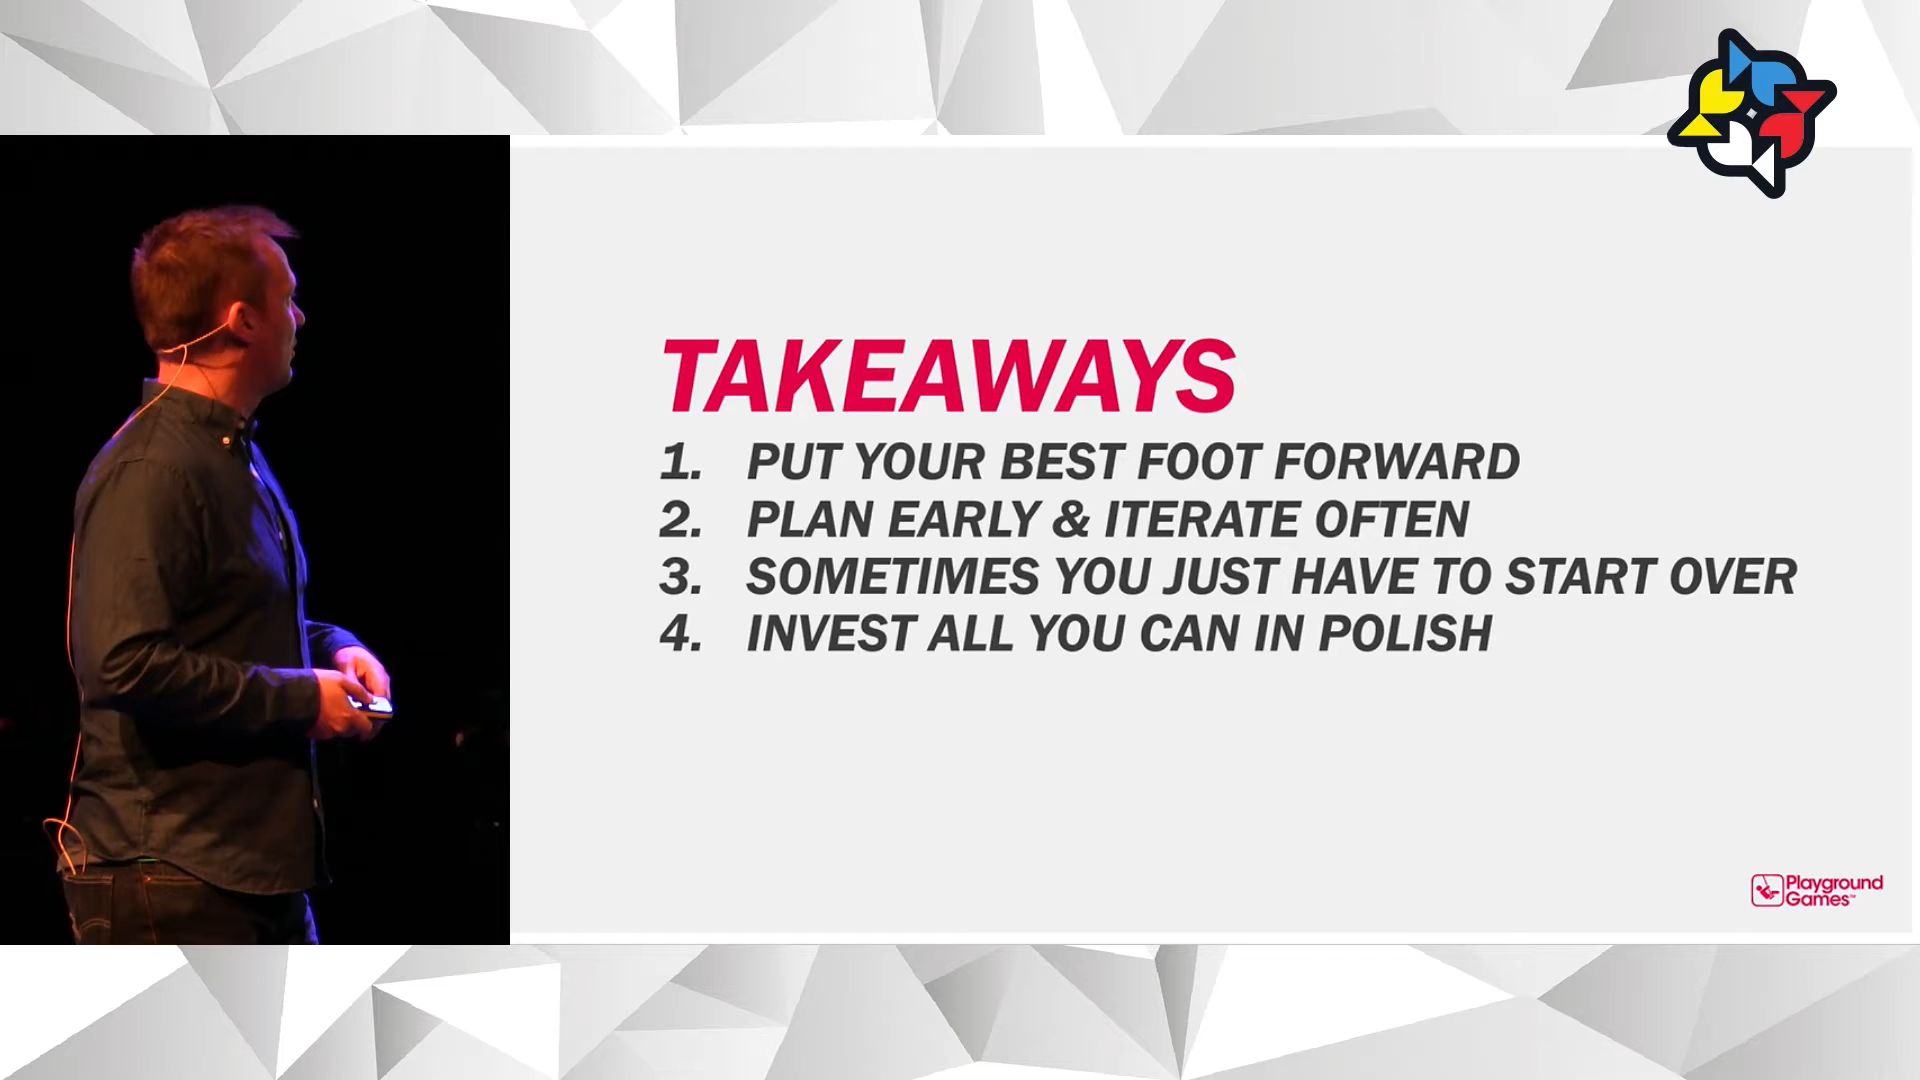 TAKEAWAYS
1. PUT YOUR BEST FOOT FORWARD
2. PLAN EARLY & ITERATE OFTEN
3. SOMETIMES YOU JUST HAVE TO START OVER
4. INVEST ALL YOU CAN IN POLISH
Playground
Games™